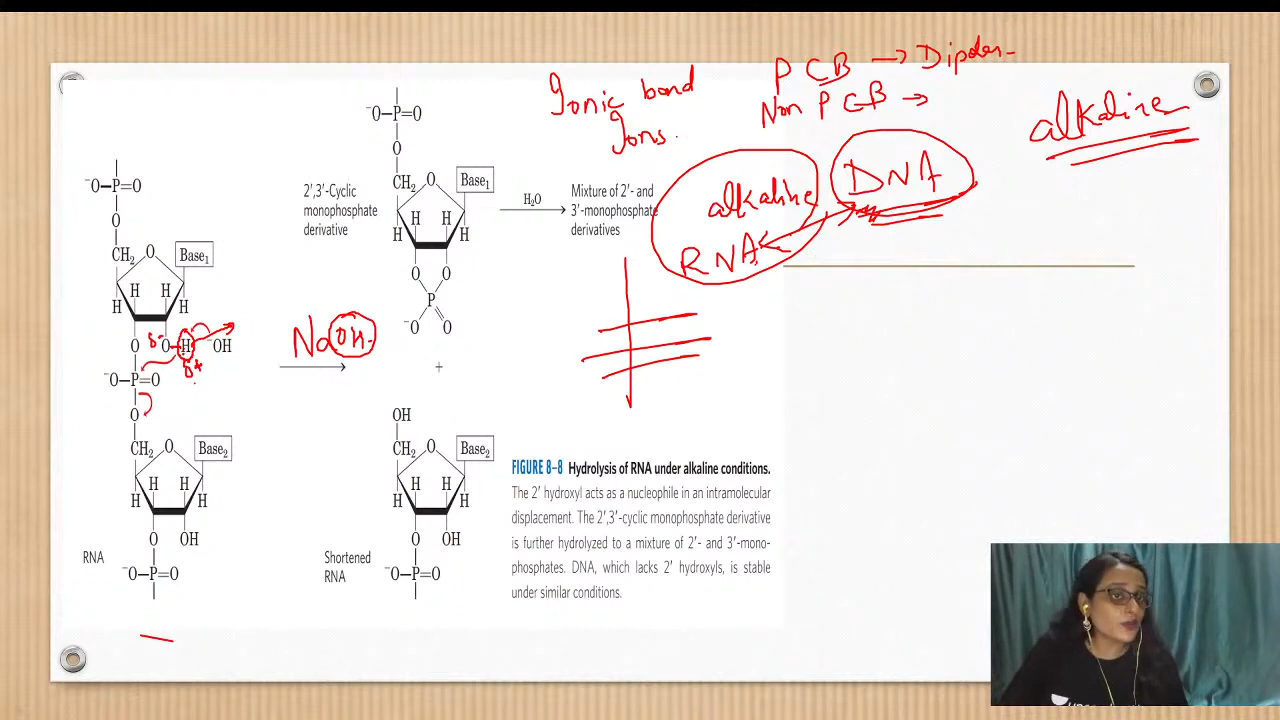 Ionic bond
Ions.
P CB → Dipoles
Non P CB →
alkaline
alkaline
RNA
DNA
⁻O—P=O
O
CH₂ O Base₁
H H
H H
O O—H ⁻OH
δ⁻ δ⁺
⁻O—P=O
O
CH₂ O Base₂
H H
H H
O OH
RNA
⁻O—P=O
NaOH.
⁻O—P=O
O
2′,3′-Cyclic
monophosphate
derivative
CH₂ O Base₁
H H
H H
O O
P
⁻O O
H₂O
Mixture of 2′- and
3′-monophosphate
derivatives
+
OH
CH₂ O Base₂
H H
H H
O OH
Shortened
RNA
⁻O—P=O
FIGURE 8–8 Hydrolysis of RNA under alkaline conditions.
The 2′ hydroxyl acts as a nucleophile in an intramolecular
displacement. The 2′,3′-cyclic monophosphate derivative
is further hydrolyzed to a mixture of 2′- and 3′-mono-
phosphates. DNA, which lacks 2′ hydroxyls, is stable
under similar conditions.